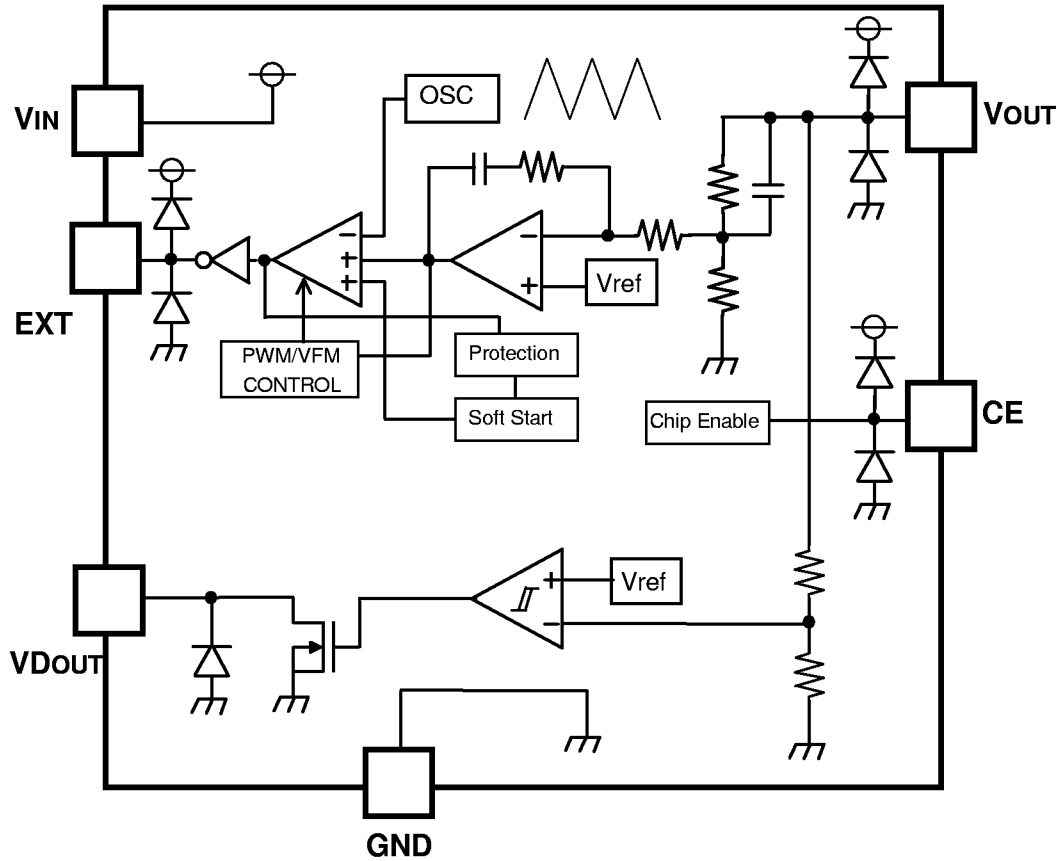 OSC
VIN
VOUT
−
+
+
−
+
Vref
EXT
PWM/VFM
CONTROL
Protection
Soft Start
Chip Enable
CE
+
−
Vref
VDOUT
GND